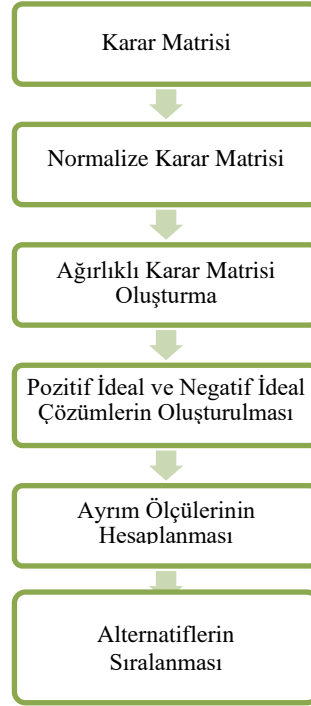 Karar Matrisi
Normalize Karar Matrisi
Ağırlıklı Karar Matrisi
Oluşturma
Pozitif İdeal ve Negatif İdeal
Çözümlerin Oluşturulması
Ayrım Ölçülerinin
Hesaplanması
Alternatiflerin
Sıralanması